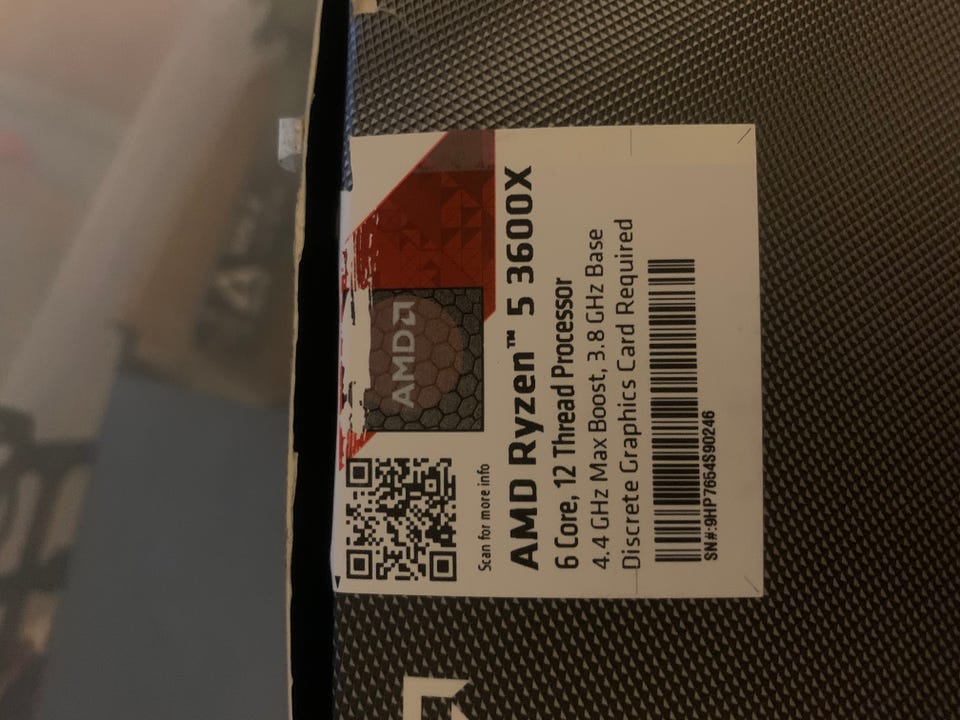 AMD
Scan for more info
AMD Ryzen™ 5 3600X
6 Core, 12 Thread Processor
4.4 GHz Max Boost, 3.8 GHz Base
Discrete Graphics Card Required
SN#:9HP7654S90246